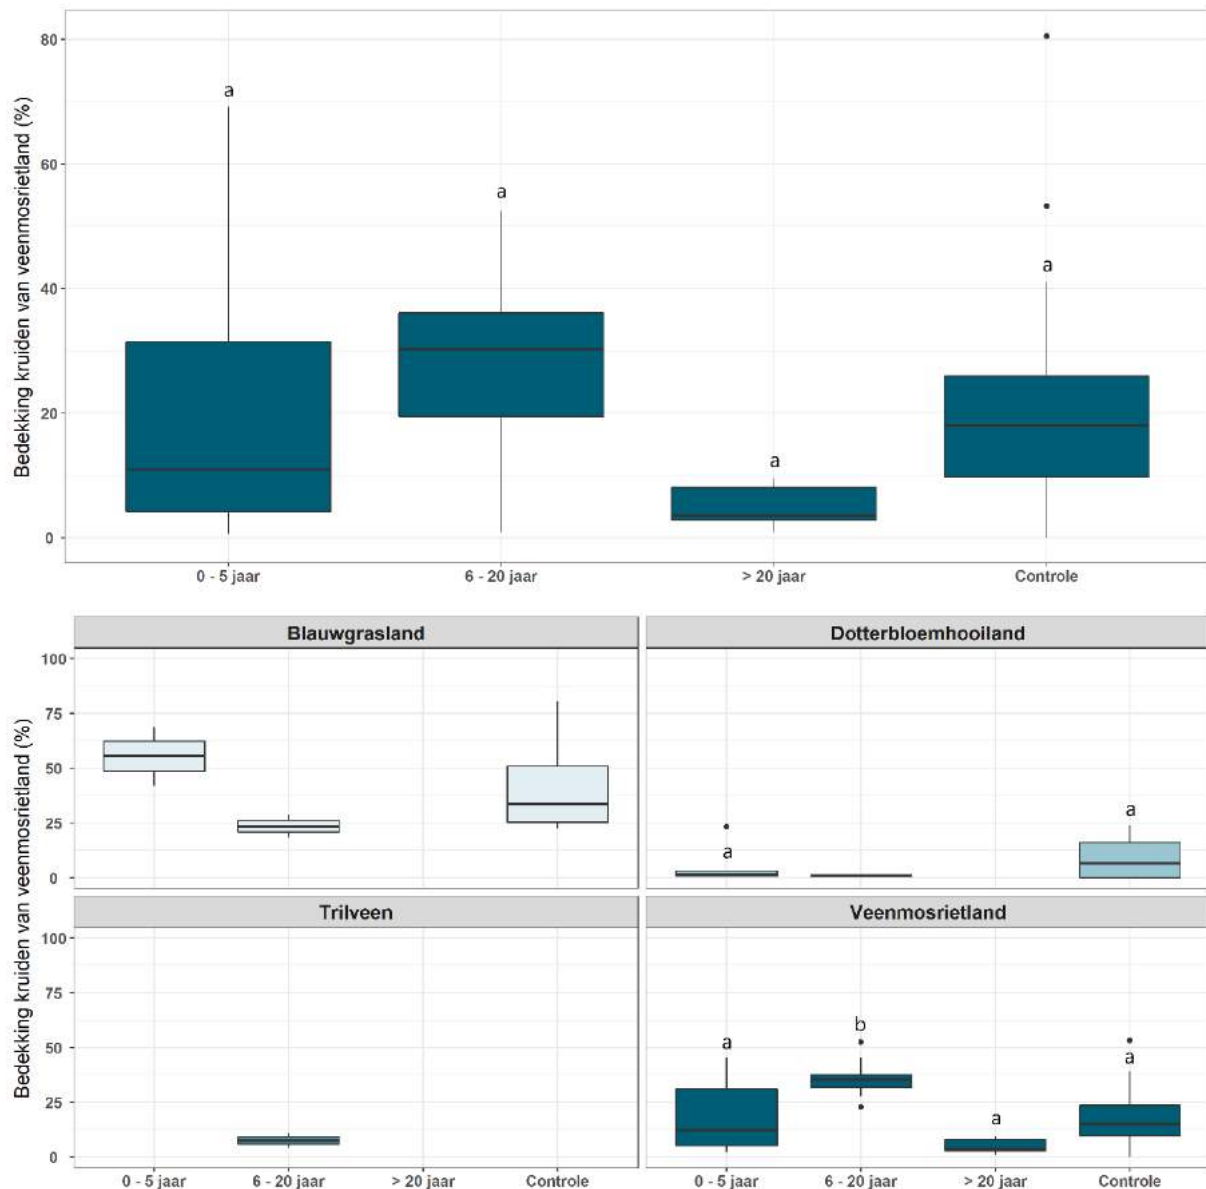 Bedekking kruiden van veenmosrietland (%)
80
60
40
20
0
a
a
a
a
0 - 5 jaar 6 - 20 jaar > 20 jaar Controle
Bedekking kruiden van veenmosrietland (%)
Blauwgrasland
Dotterbloemhooiland
100
75
50
25
0
a
a
Trilveen
Veenmosrietland
100
75
50
25
0
a
b
a
a
0 - 5 jaar 6 - 20 jaar > 20 jaar Controle
0 - 5 jaar 6 - 20 jaar > 20 jaar Controle